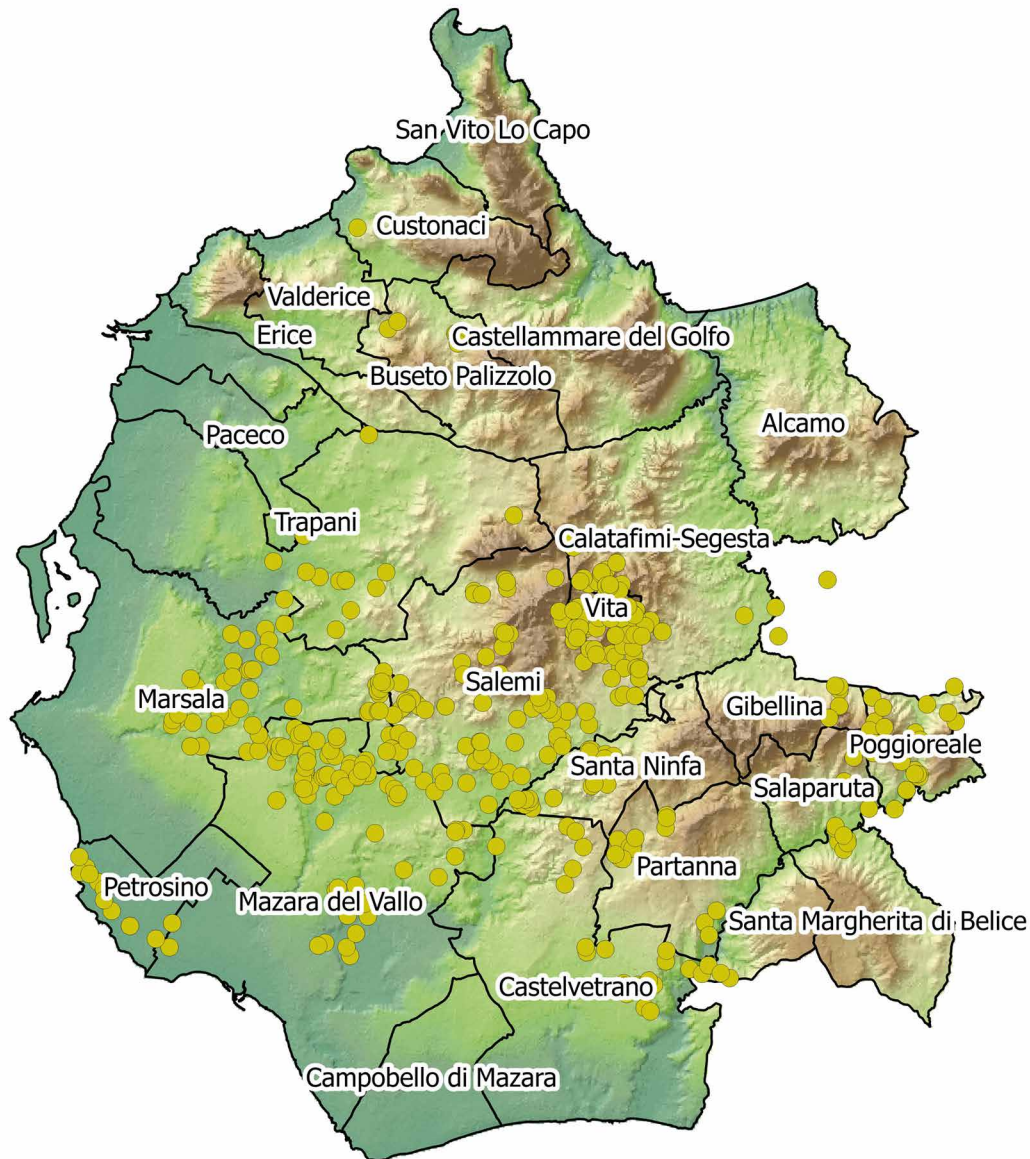 San Vito Lo Capo
Custonaci
Valderice
Erice
Castellammare del Golfo
Buseto Palizzolo
Paceco
Alcamo
Trapani
Calatafimi-Segesta
Vita
Salemi
Marsala
Gibellina
Poggioreale
Santa Ninfa
Salaparuta
Partanna
Petrosino
Mazara del Vallo
Santa Margherita di Belice
Castelvetrano
Campobello di Mazara